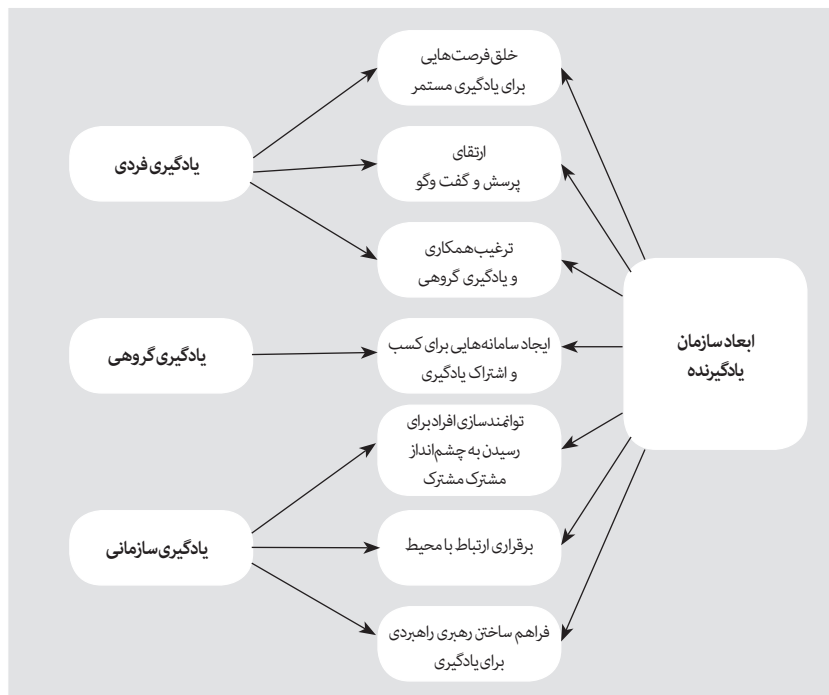 ابعاد سازمان
یادگیرنده
خلق فرصت‌هایی
برای یادگیری مستمر
ارتقای
پرسش و گفت وگو
ترغیب همکاری
و یادگیری گروهی
ایجاد سامانه‌هایی برای کسب
و اشتراک یادگیری
توانمندسازی افراد برای
رسیدن به چشم‌انداز
مشترک مشترک
برقراری ارتباط با محیط
فراهم ساختن رهبری راهبردی
برای یادگیری
یادگیری فردی
یادگیری گروهی
یادگیری سازمانی